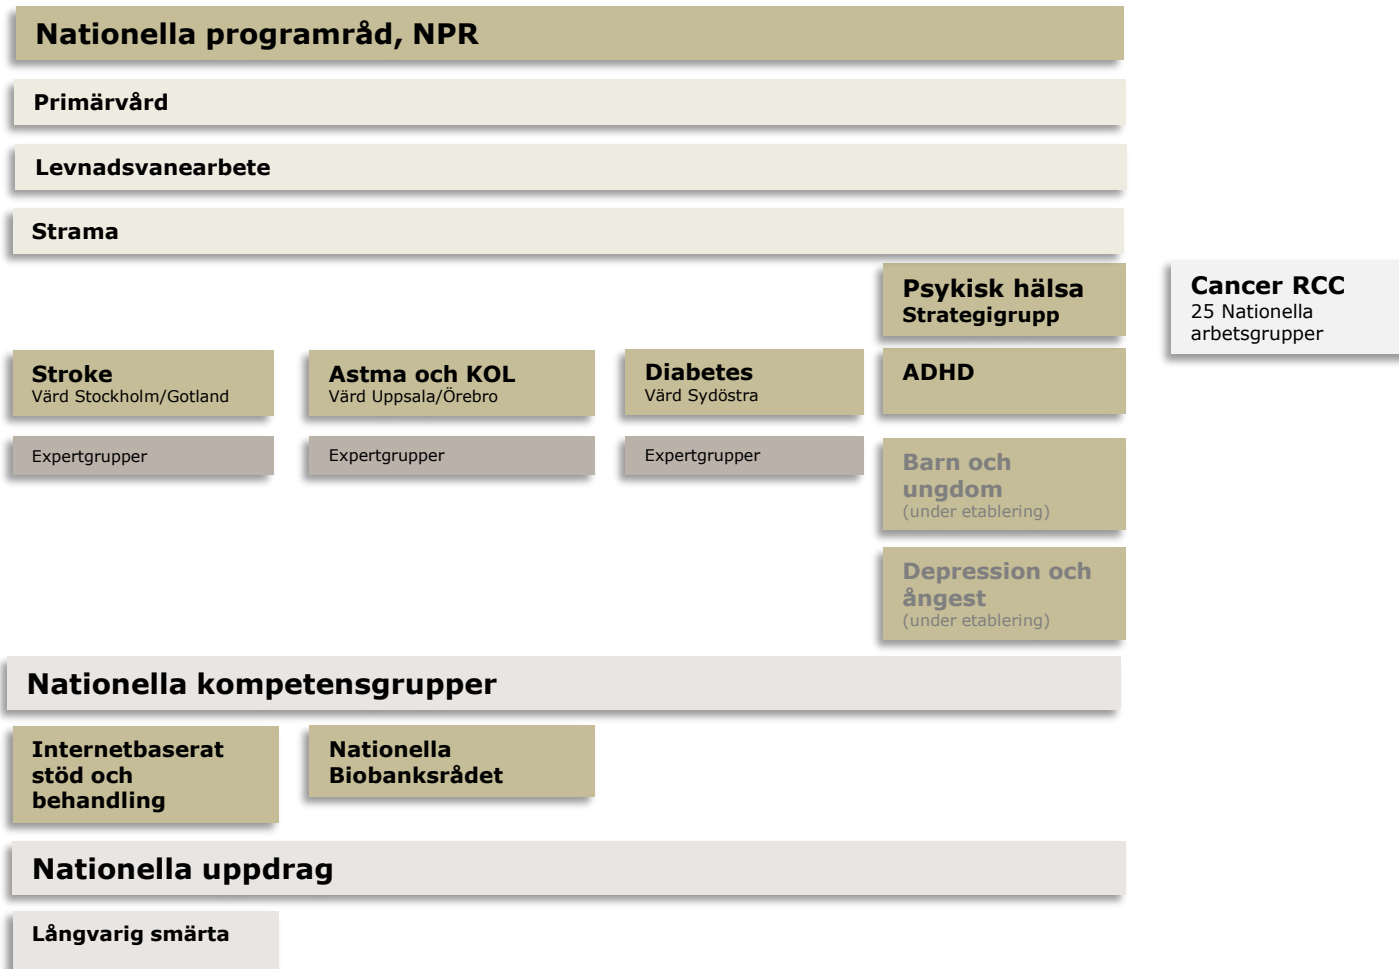 Nationella programråd, NPR
Primärvård
Levnadsvanearbete
Strama
Psykisk hälsa
Strategigrupp
Cancer RCC
25 Nationella
arbetsgrupper
Stroke
Värd Stockholm/Gotland
Astma och KOL
Värd Uppsala/Örebro
Diabetes
Värd Sydöstra
ADHD
Expertgrupper
Expertgrupper
Expertgrupper
Barn och
ungdom
(under etablering)
Depression och
ångest
(under etablering)
Nationella kompetensgrupper
Internetbaserat
stöd och
behandling
Nationella
Biobanksrådet
Nationella uppdrag
Långvarig smärta